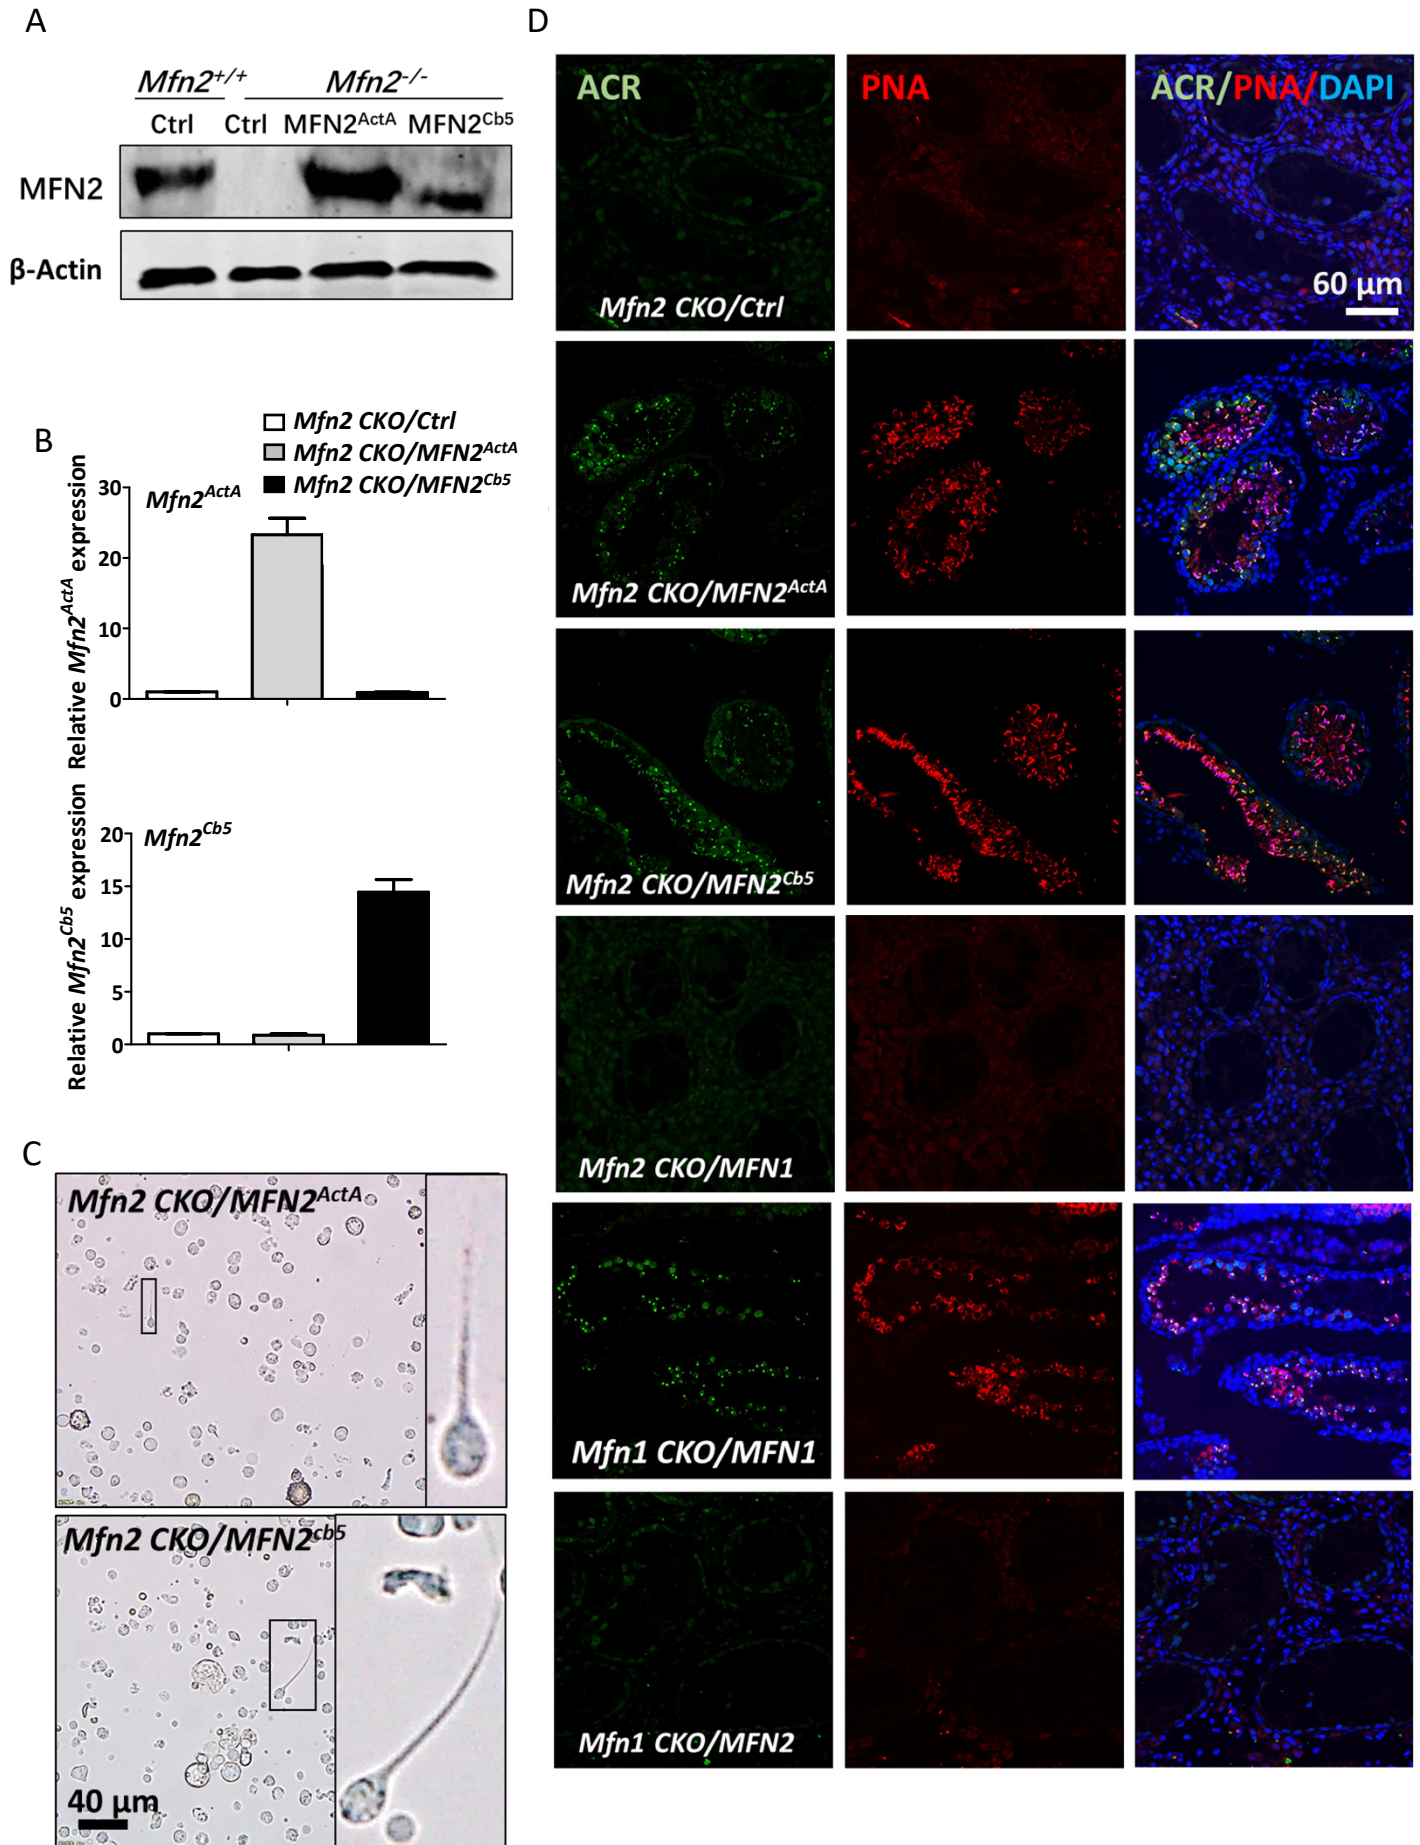 A
Mfn2+/+ Mfn2-/-
Ctrl Ctrl MFN2ActA MFN2Cb5
MFN2
β-Actin
B
Mfn2 CKO/Ctrl
Mfn2 CKO/MFN2ActA
Mfn2 CKO/MFN2Cb5
Relative Mfn2ActA expression
Mfn2ActA
30
20
10
0
Relative Mfn2Cb5 expression
Mfn2Cb5
20
15
10
5
0
C
Mfn2 CKO/MFN2ActA
Mfn2 CKO/MFN2cb5
40 μm
D
ACR PNA ACR/PNA/DAPI
Mfn2 CKO/Ctrl
60 μm
Mfn2 CKO/MFN2ActA
Mfn2 CKO/MFN2Cb5
Mfn2 CKO/MFN1
Mfn1 CKO/MFN1
Mfn1 CKO/MFN2